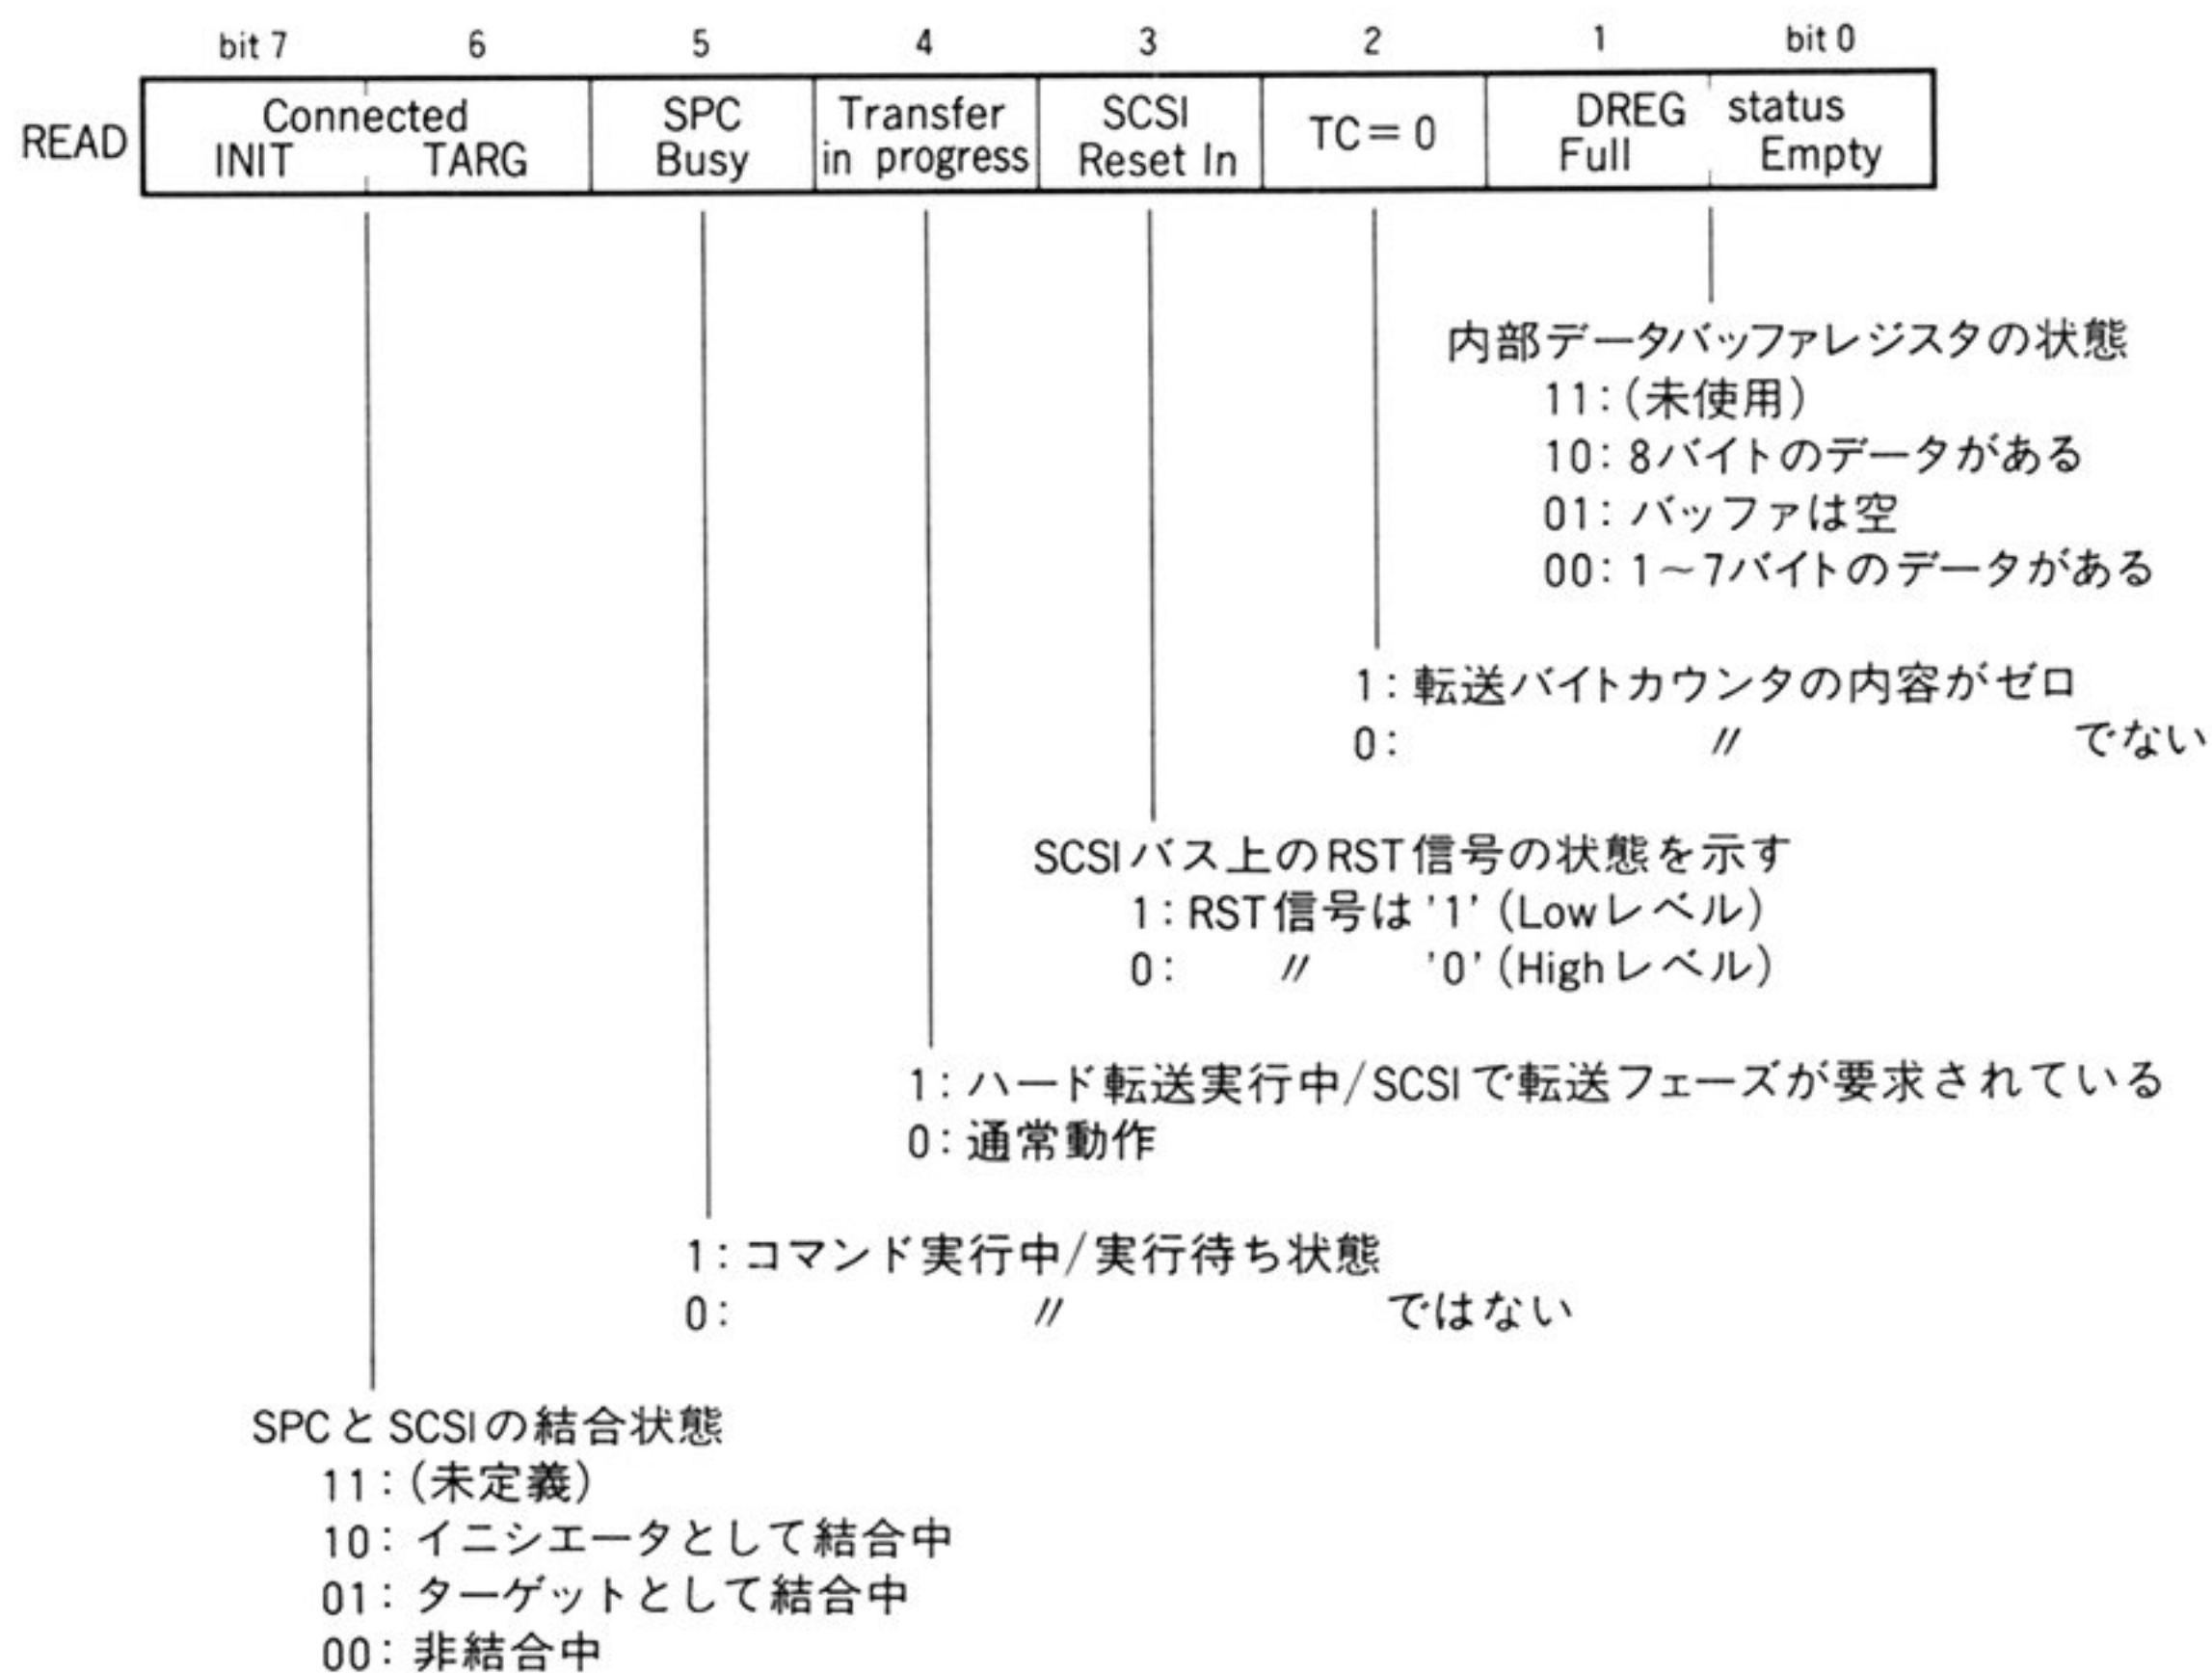 bit 7 6 5 4 3 2 1 bit 0
READ
Connected
INIT TARG
SPC
Busy
Transfer
in progress
SCSI
Reset In
TC=0
DREG status
Full Empty
内部データバッファレジスタの状態
11:(未使用)
10:8バイトのデータがある
01:バッファは空
00:1~7バイトのデータがある
1:転送バイトカウンタの内容がゼロ
0: 〃 でない
SCSIバス上のRST信号の状態を示す
1:RST信号は'1'(Lowレベル)
0: 〃 '0'(Highレベル)
1:ハード転送実行中/SCSIで転送フェーズが要求されている
0:通常動作
1:コマンド実行中/実行待ち状態
0: 〃 ではない
SPCとSCSIの結合状態
11:(未定義)
10:イニシエータとして結合中
01:ターゲットとして結合中
00:非結合中